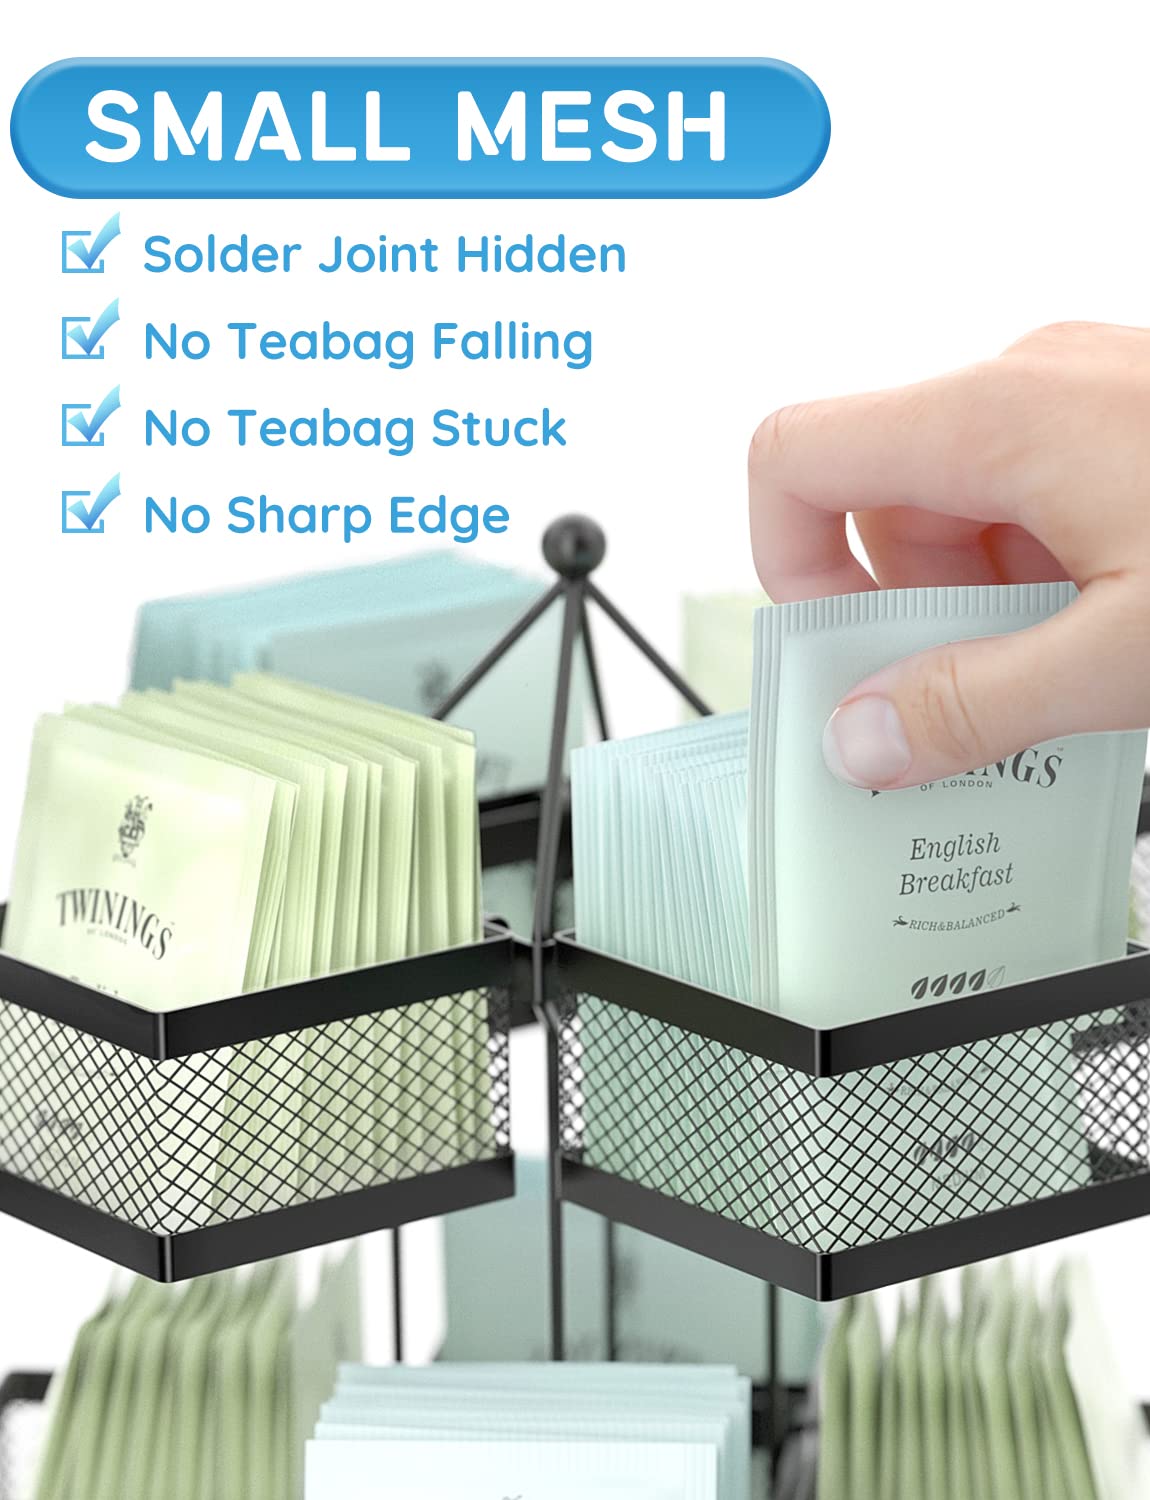 SMALL MESH
Solder Joint Hidden
No Teabag Falling
No Teabag Stuck
No Sharp Edge
OF LONDON
English
Breakfast
RICH&BALANCED
TWININGS
OF LONDON